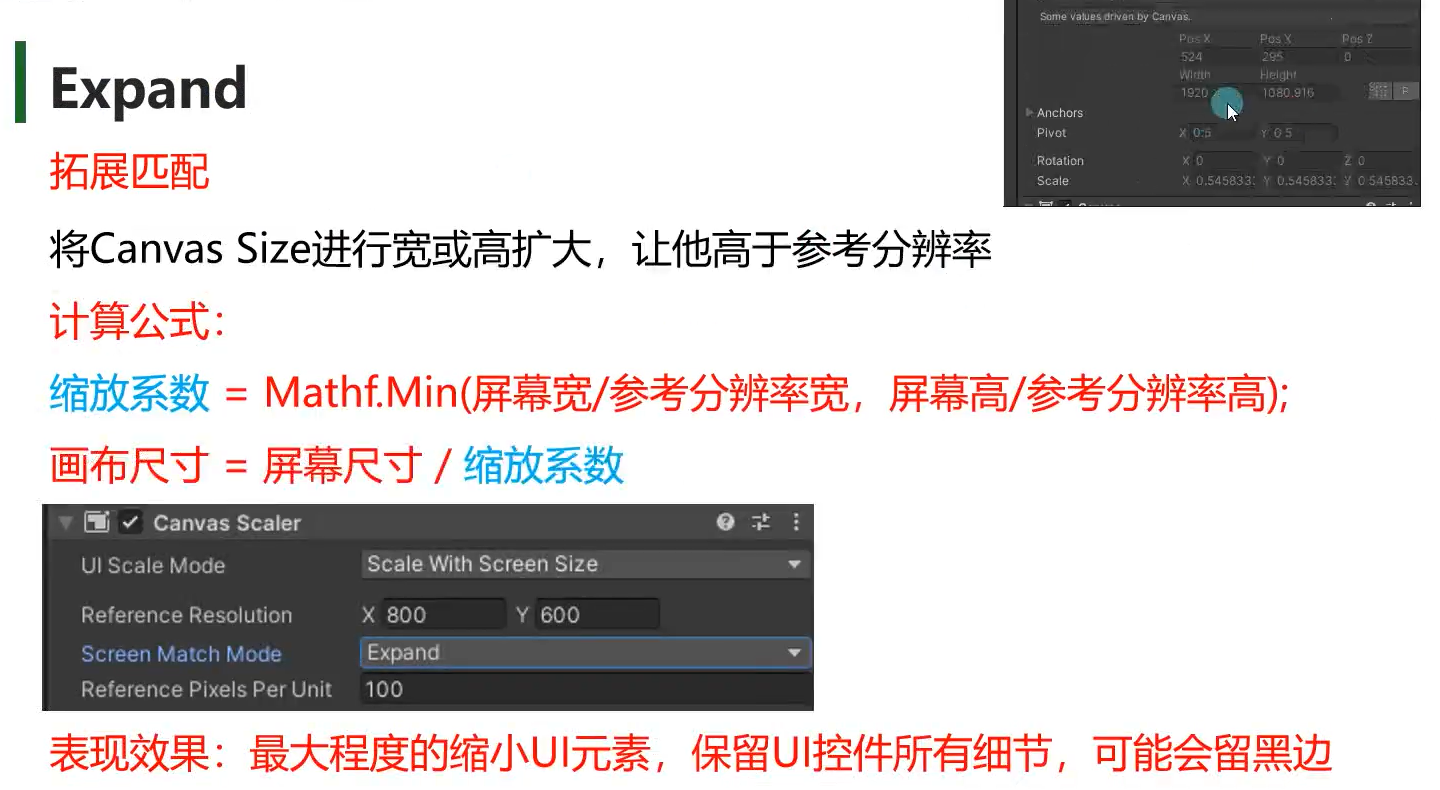 Some values driven by Canvas.
Pos X Pos Y Pos Z
524 295 0
Width Height
1920 1080.916
Anchors
Pivot X 0.5 Y 0.5
Rotation X 0 Y 0 Z 0
Scale X 0.545833 Y 0.545833 Z 0.545833
Expand
拓展匹配
将Canvas Size进行宽或高扩大，让他高于参考分辨率
计算公式：
缩放系数 = Mathf.Min(屏幕宽/参考分辨率宽，屏幕高/参考分辨率高);
画布尺寸 = 屏幕尺寸 / 缩放系数
Canvas Scaler
UI Scale Mode Scale With Screen Size
Reference Resolution X 800 Y 600
Screen Match Mode Expand
Reference Pixels Per Unit 100
表现效果：最大程度的缩小UI元素，保留UI控件所有细节，可能会留黑边